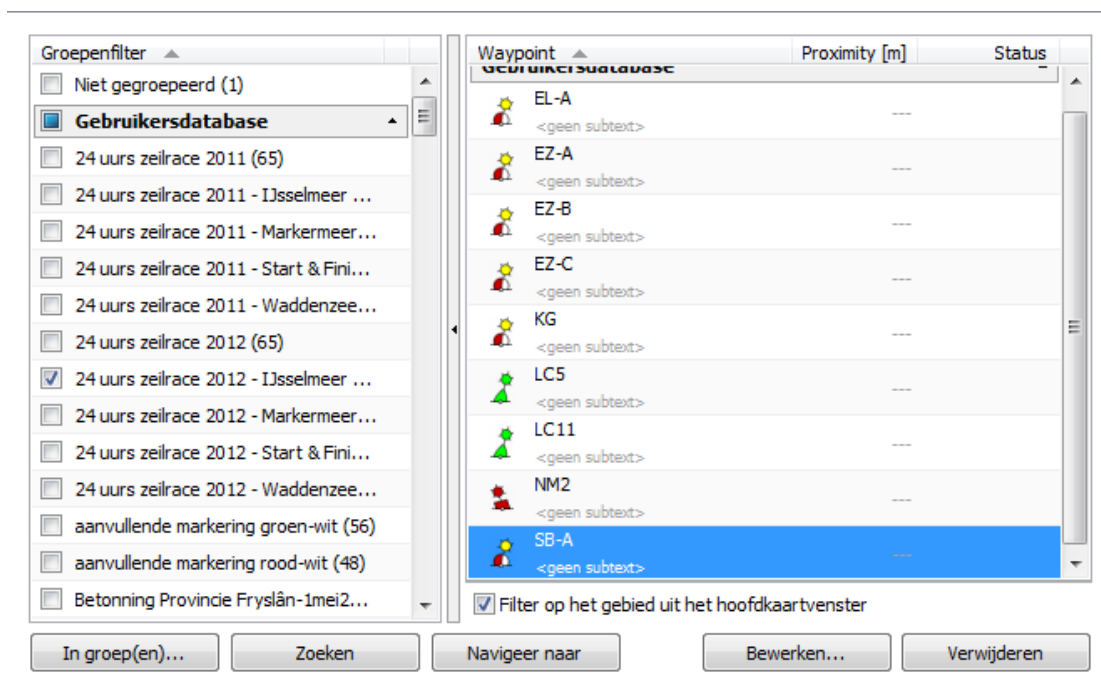 Groepenfilter
Niet gegroepeerd (1)
Gebruikersdatabase
24 uurs zeilrace 2011 (65)
24 uurs zeilrace 2011 - IJsselmeer ...
24 uurs zeilrace 2011 - Markermeer...
24 uurs zeilrace 2011 - Start & Fini...
24 uurs zeilrace 2011 - Waddenzee...
24 uurs zeilrace 2012 (65)
24 uurs zeilrace 2012 - IJsselmeer ...
24 uurs zeilrace 2012 - Markermeer...
24 uurs zeilrace 2012 - Start & Fini...
24 uurs zeilrace 2012 - Waddenzee...
aanvullende markering groen-wit (56)
aanvullende markering rood-wit (48)
Betonning Provincie Fryslân-1mei2...
Waypoint Proximity [m] Status
Gebruikersdatabase
EL-A
---
<geen subtext>
EZ-A
---
<geen subtext>
EZ-B
---
<geen subtext>
EZ-C
---
<geen subtext>
KG
---
<geen subtext>
LC5
---
<geen subtext>
LC11
---
<geen subtext>
NM2
---
<geen subtext>
SB-A
---
<geen subtext>
Filter op het gebied uit het hoofdkaartvenster
In groep(en)... Zoeken Navigeer naar Bewerken... Verwijderen